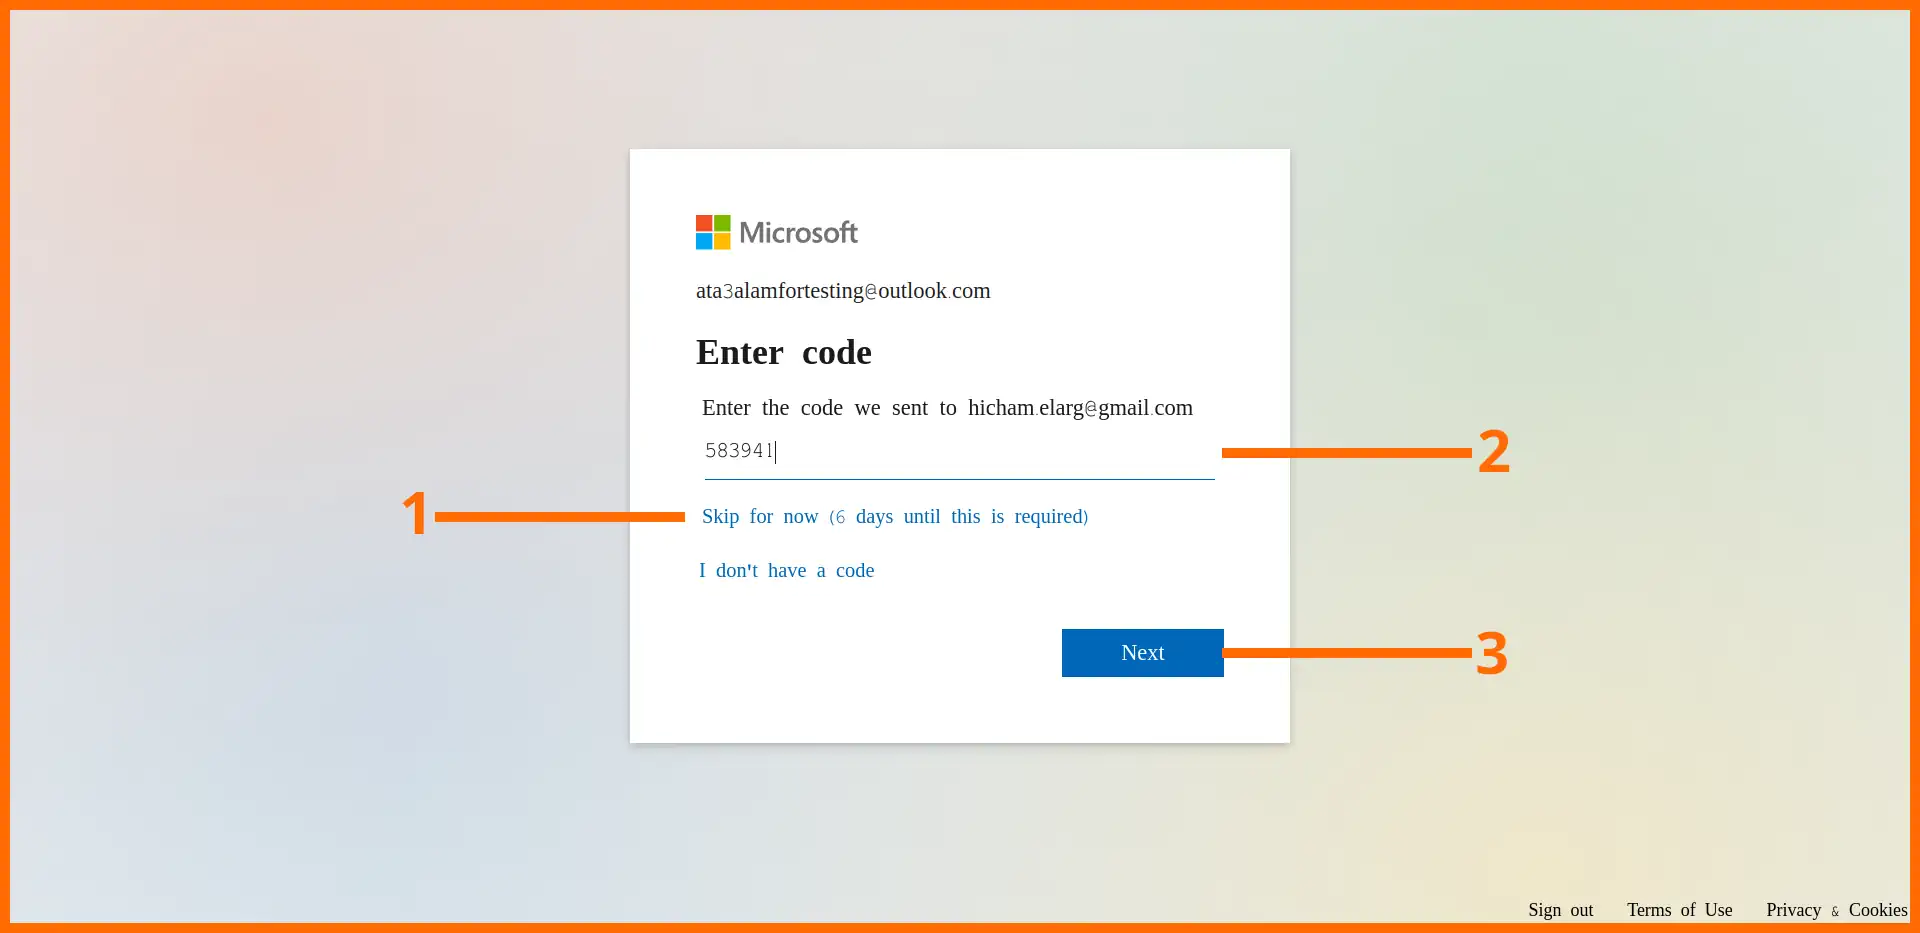 Microsoft
ata3alamfortesting@outlook.com
Enter code
Enter the code we sent to hicham.elarg@gmail.com
583941
2
1
Skip for now (6 days until this is required)
I don't have a code
Next
3
Sign out Terms of Use Privacy & Cookies